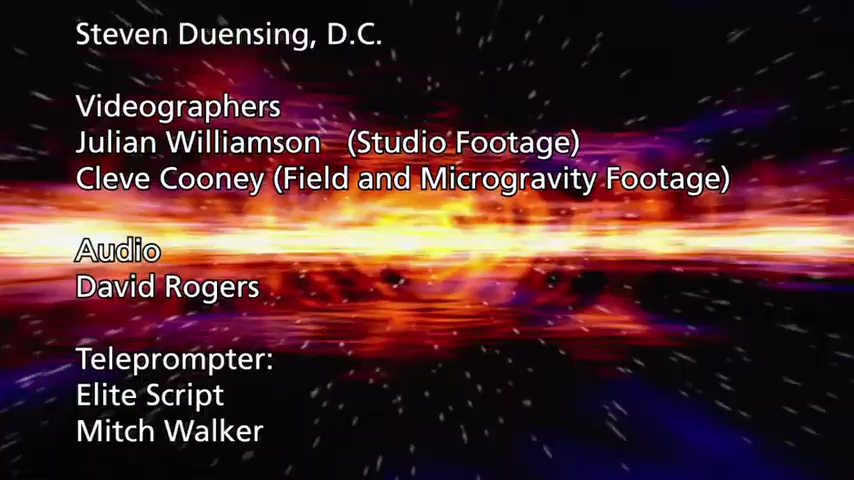 Steven Duensing, D.C.
Videographers
Julian Williamson (Studio Footage)
Cleve Cooney (Field and Microgravity Footage)
Audio
David Rogers
Teleprompter:
Elite Script
Mitch Walker